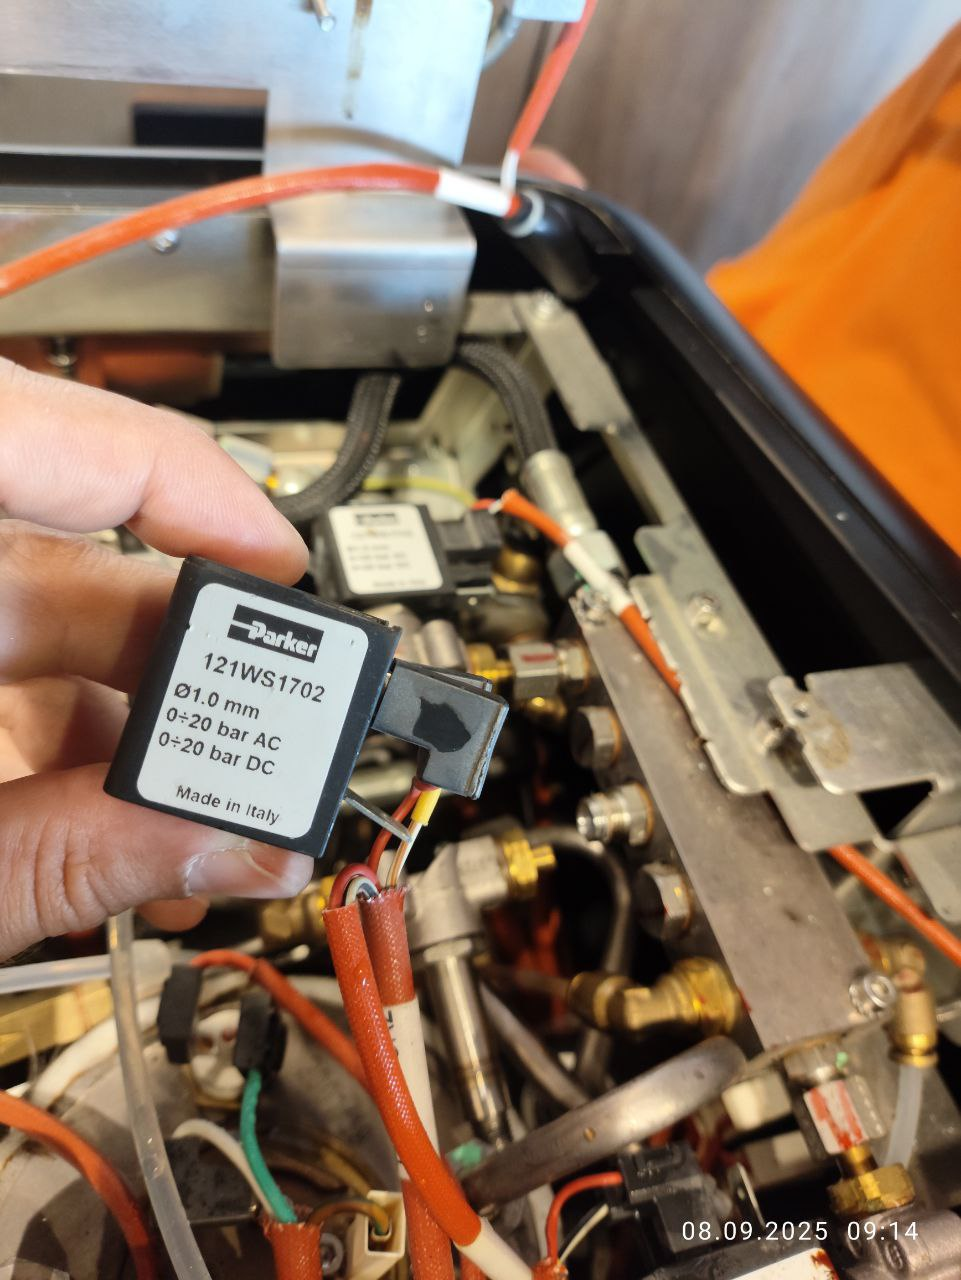 Parker
Parker
121WS1702
Ø1.0 mm
0÷20 bar AC
0÷20 bar DC
Made in Italy
08.09.2025 09:14